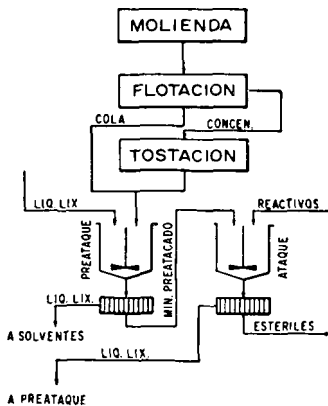 MOLIENDA
FLOTACION
COLA
CONCEN.
TOSTACION
LIQ. LIX
REACTIVOS
PREATAQUE
MIN. PREATACADO
ATAQUE
LIQ. LIX.
ESTERILES
A SOLVENTES
LIQ. LIX.
A PREATAQUE